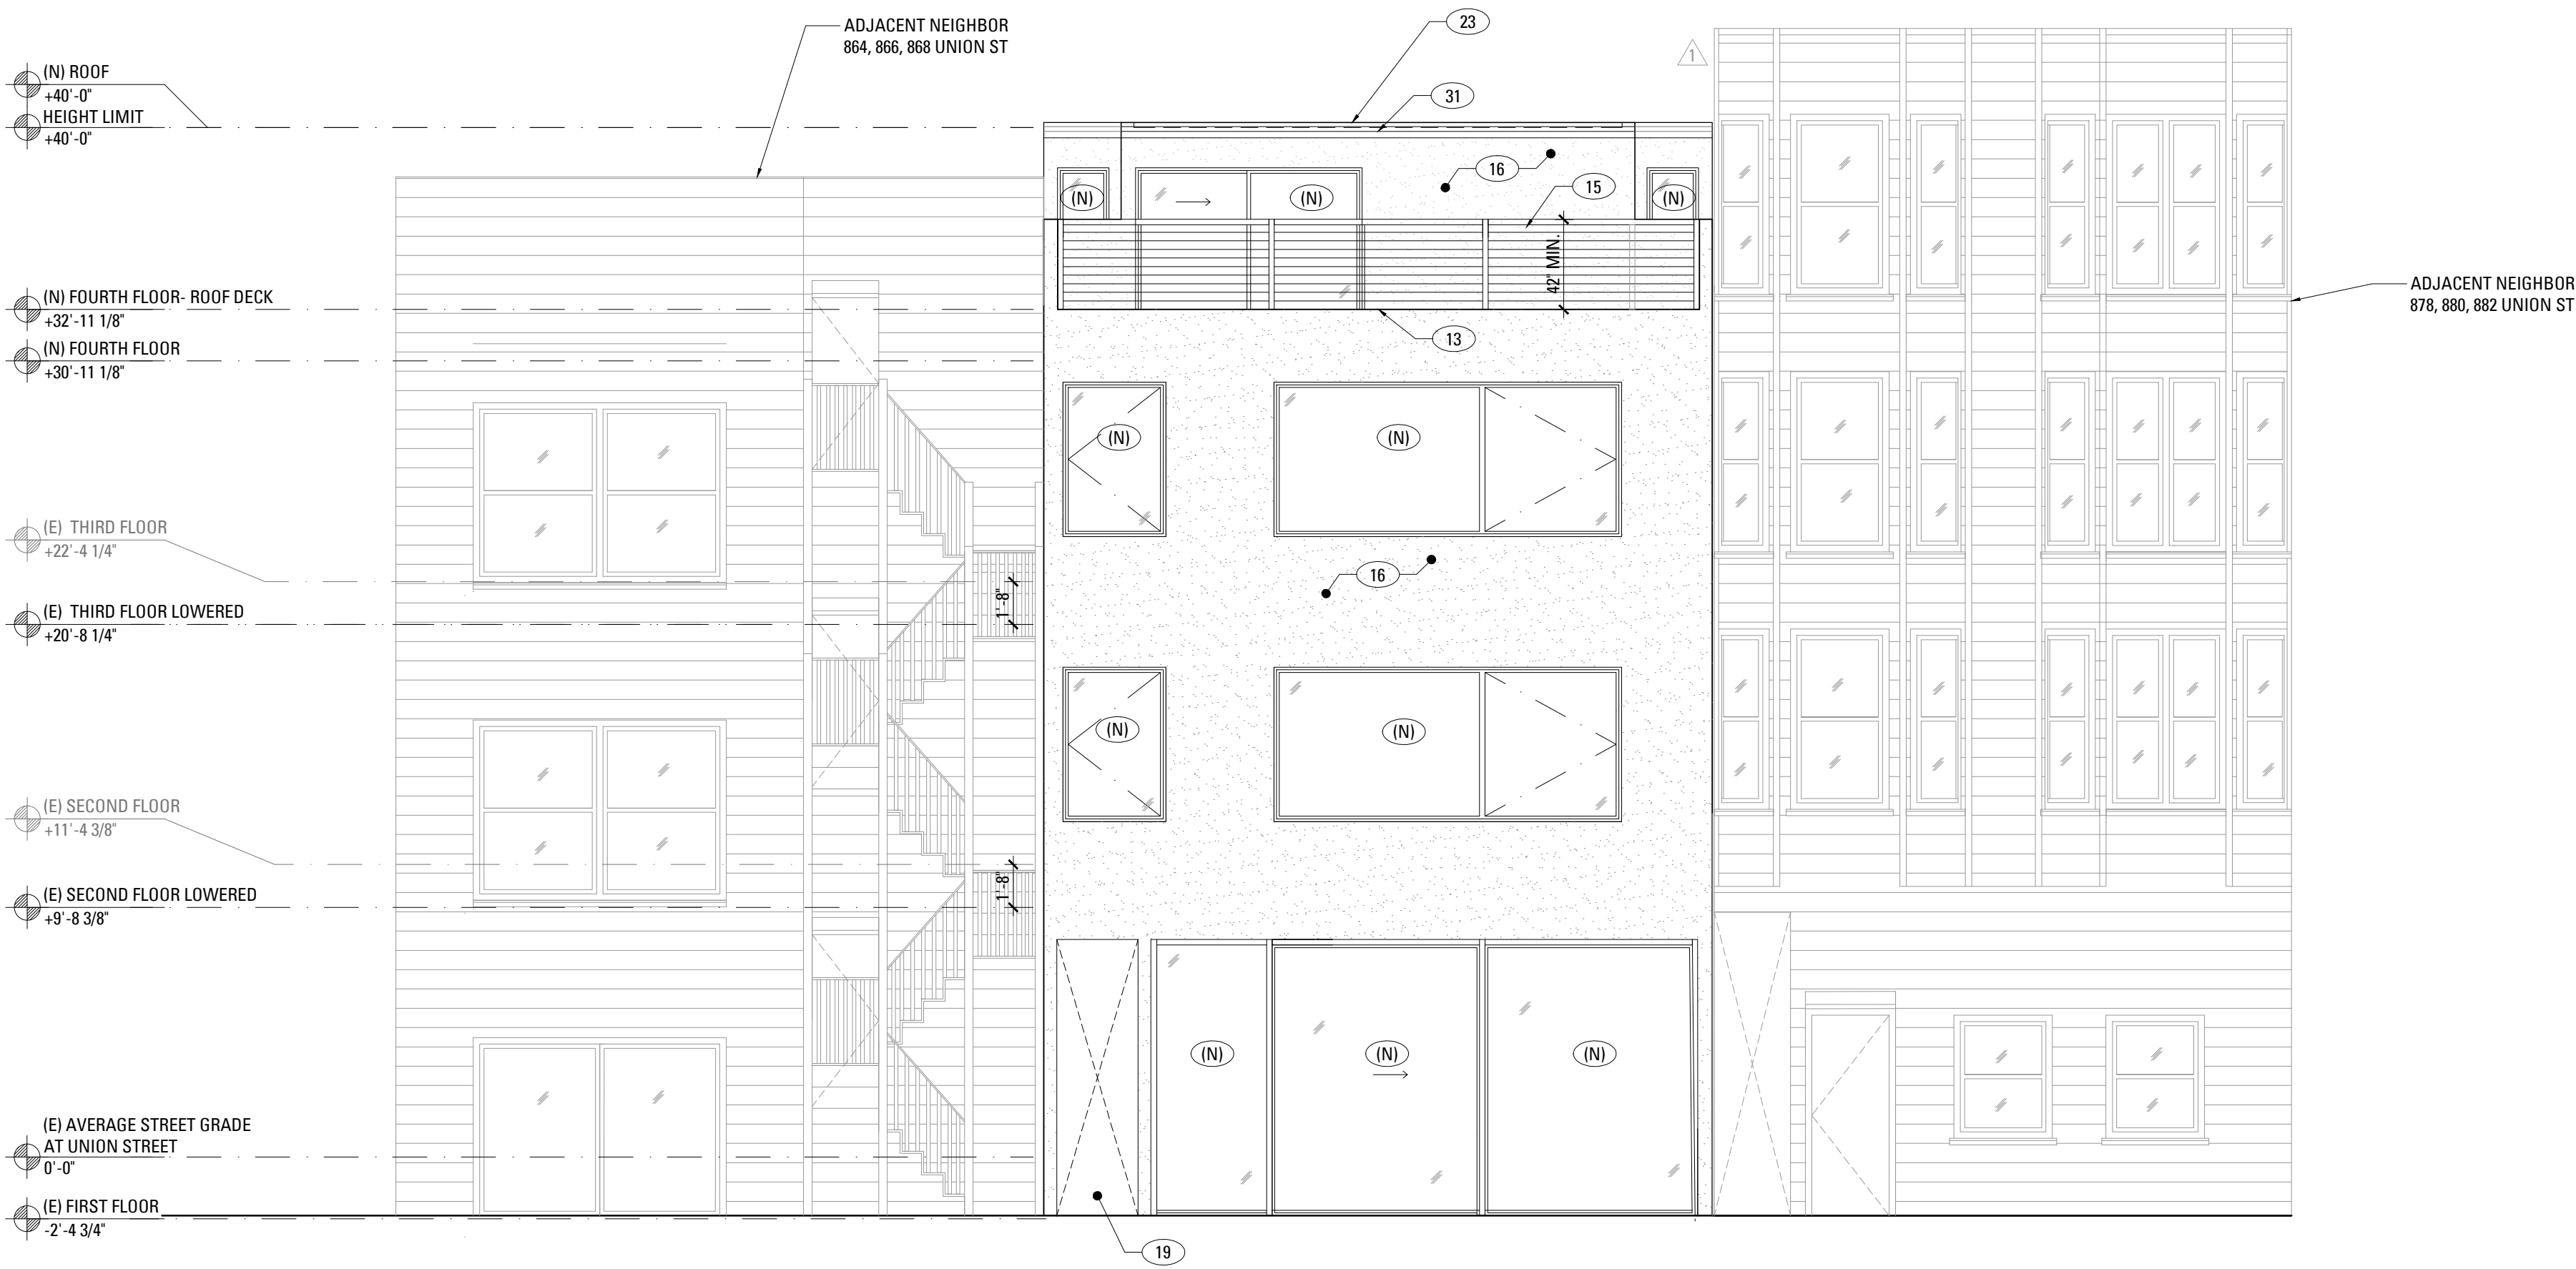 23
ADJACENT NEIGHBOR
864, 866, 868 UNION ST
1
(N) ROOF
+40'-0"
HEIGHT LIMIT
+40'-0"
31
16
15
(N)
(N)
(N)
42" MIN.
ADJACENT NEIGHBOR
878, 880, 882 UNION ST
(N) FOURTH FLOOR- ROOF DECK
+32'-11 1/8"
13
(N) FOURTH FLOOR
+30'-11 1/8"
(N)
(N)
(E) THIRD FLOOR
+22'-4 1/4"
16
1'-8"
(E) THIRD FLOOR LOWERED
+20'-8 1/4"
(N)
(N)
(E) SECOND FLOOR
+11'-4 3/8"
1'-8"
(E) SECOND FLOOR LOWERED
+9'-8 3/8"
(N)
(N)
(N)
(E) AVERAGE STREET GRADE
AT UNION STREET
0'-0"
(E) FIRST FLOOR
-2'-4 3/4"
19